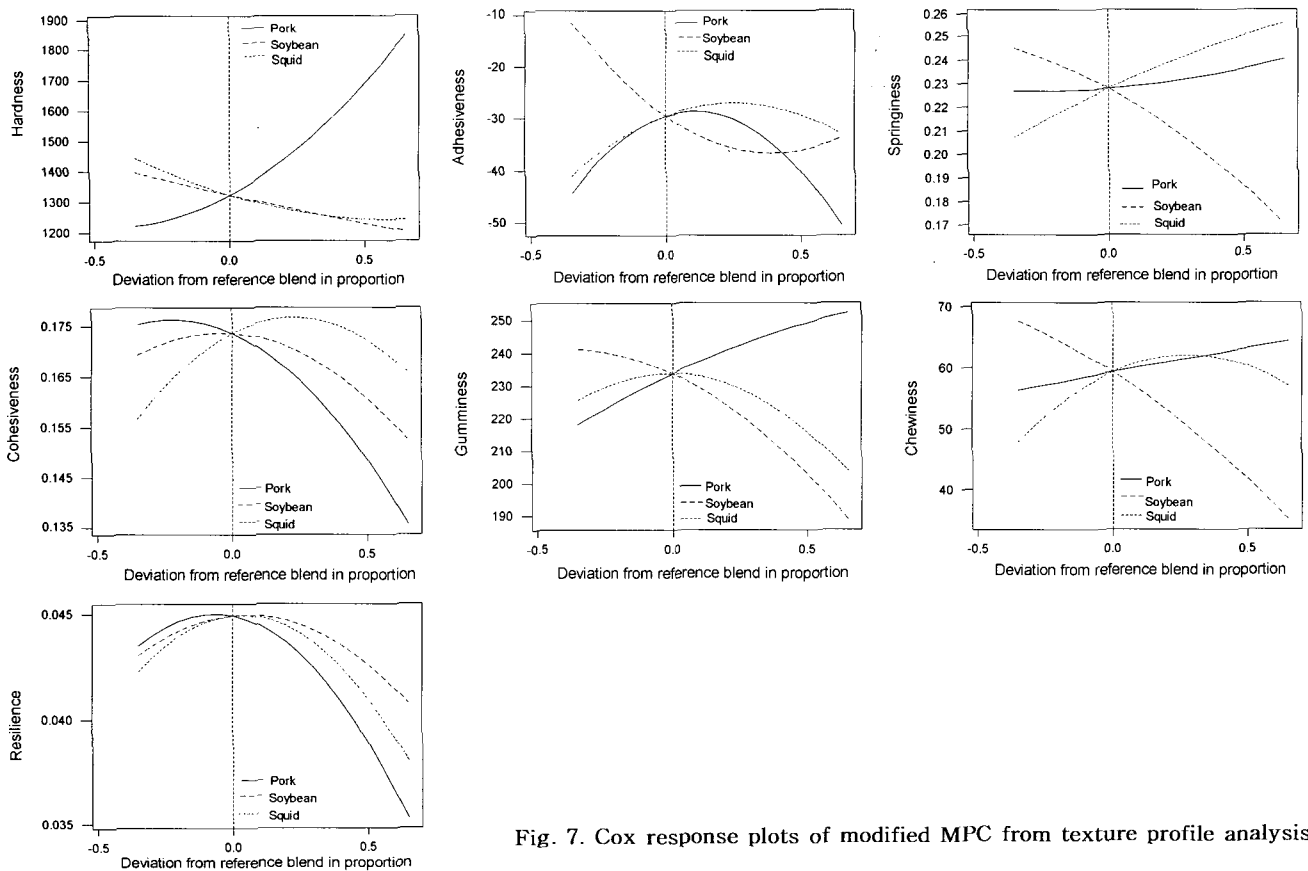 1900
1800
1700
1600
1500
1400
1300
1200
Hardness
Pork
Soybean
Squid
-0.5 0.0 0.5
Deviation from reference blend in proportion
-10
-20
-30
-40
-50
Adhesiveness
Pork
Soybean
Squid
-0.5 0.0 0.5
Deviation from reference blend in proportion
0.26
0.25
0.24
0.23
0.22
0.21
0.20
0.19
0.18
0.17
Springiness
Pork
Soybean
Squid
-0.5 0.0 0.5
Deviation from reference blend in proportion
0.175
0.165
0.155
0.145
0.135
Cohesiveness
Pork
Soybean
Squid
-0.5 0.0 0.5
Deviation from reference blend in proportion
250
240
230
220
210
200
190
Gumminess
Pork
Soybean
Squid
-0.5 0.0 0.5
Deviation from reference blend in proportion
70
60
50
40
Chewiness
Pork
Soybean
Squid
-0.5 0.0 0.5
Deviation from reference blend in proportion
0.045
0.040
0.035
Resilience
Pork
Soybean
Squid
-0.5 0.0 0.5
Deviation from reference blend in proportion
Fig. 7. Cox response plots of modified MPC from texture profile analysis